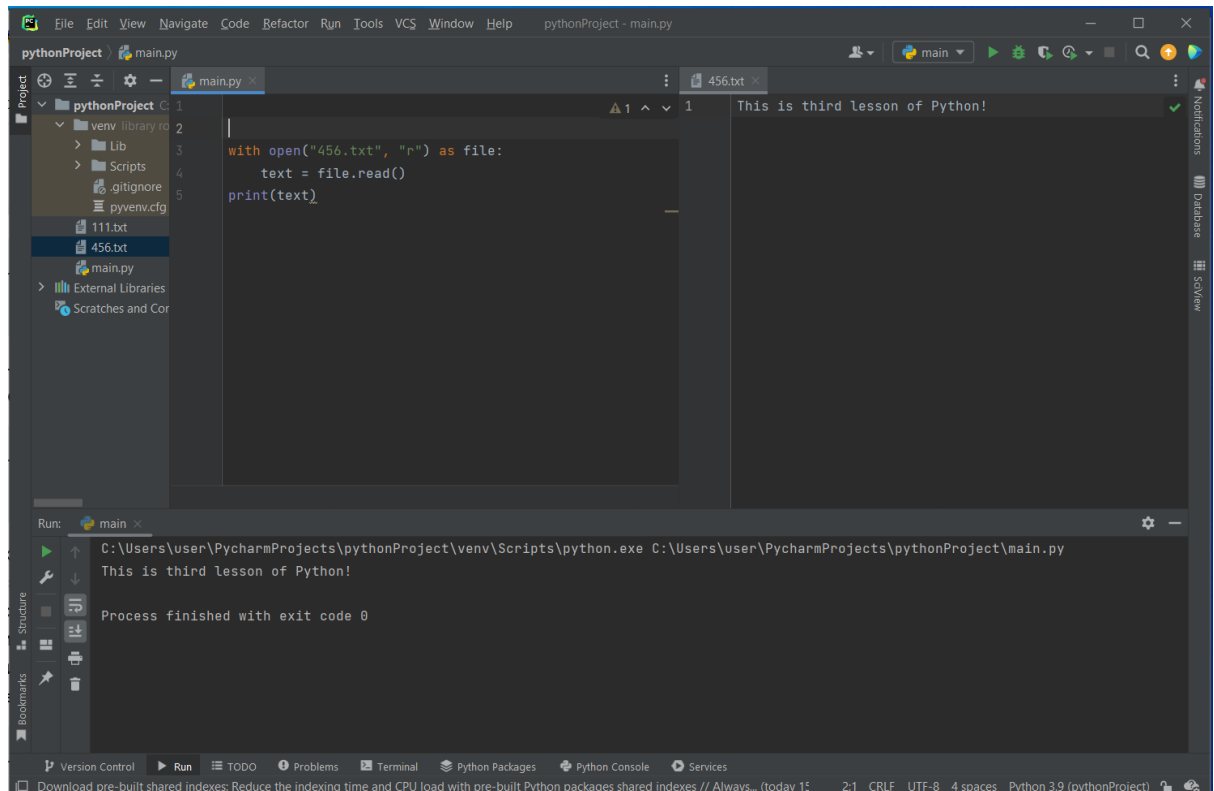 File Edit View Navigate Code Refactor Run Tools VCS Window Help pythonProject - main.py
pythonProject main.py
main
Project
main.py
456.txt
pythonProject C:
venv library ro
Lib
Scripts
.gitignore
pyvenv.cfg
111.txt
456.txt
main.py
External Libraries
Scratches and Cor
1
2
3 with open("456.txt", "r") as file:
4 text = file.read()
5 print(text)
1
1 This is third lesson of Python!
Notifications
Database
SciView
Run: main
C:\Users\user\PycharmProjects\pythonProject\venv\Scripts\python.exe C:\Users\user\PycharmProjects\pythonProject\main.py
This is third lesson of Python!
Process finished with exit code 0
Structure
Bookmarks
Version Control Run TODO Problems Terminal Python Packages Python Console Services
Download pre-built shared indexes: Reduce the indexing time and CPU load with pre-built Python packages shared indexes // Always... (today 15 2:1 CRLF UTF-8 4 spaces Python 3.9 (pythonProject)